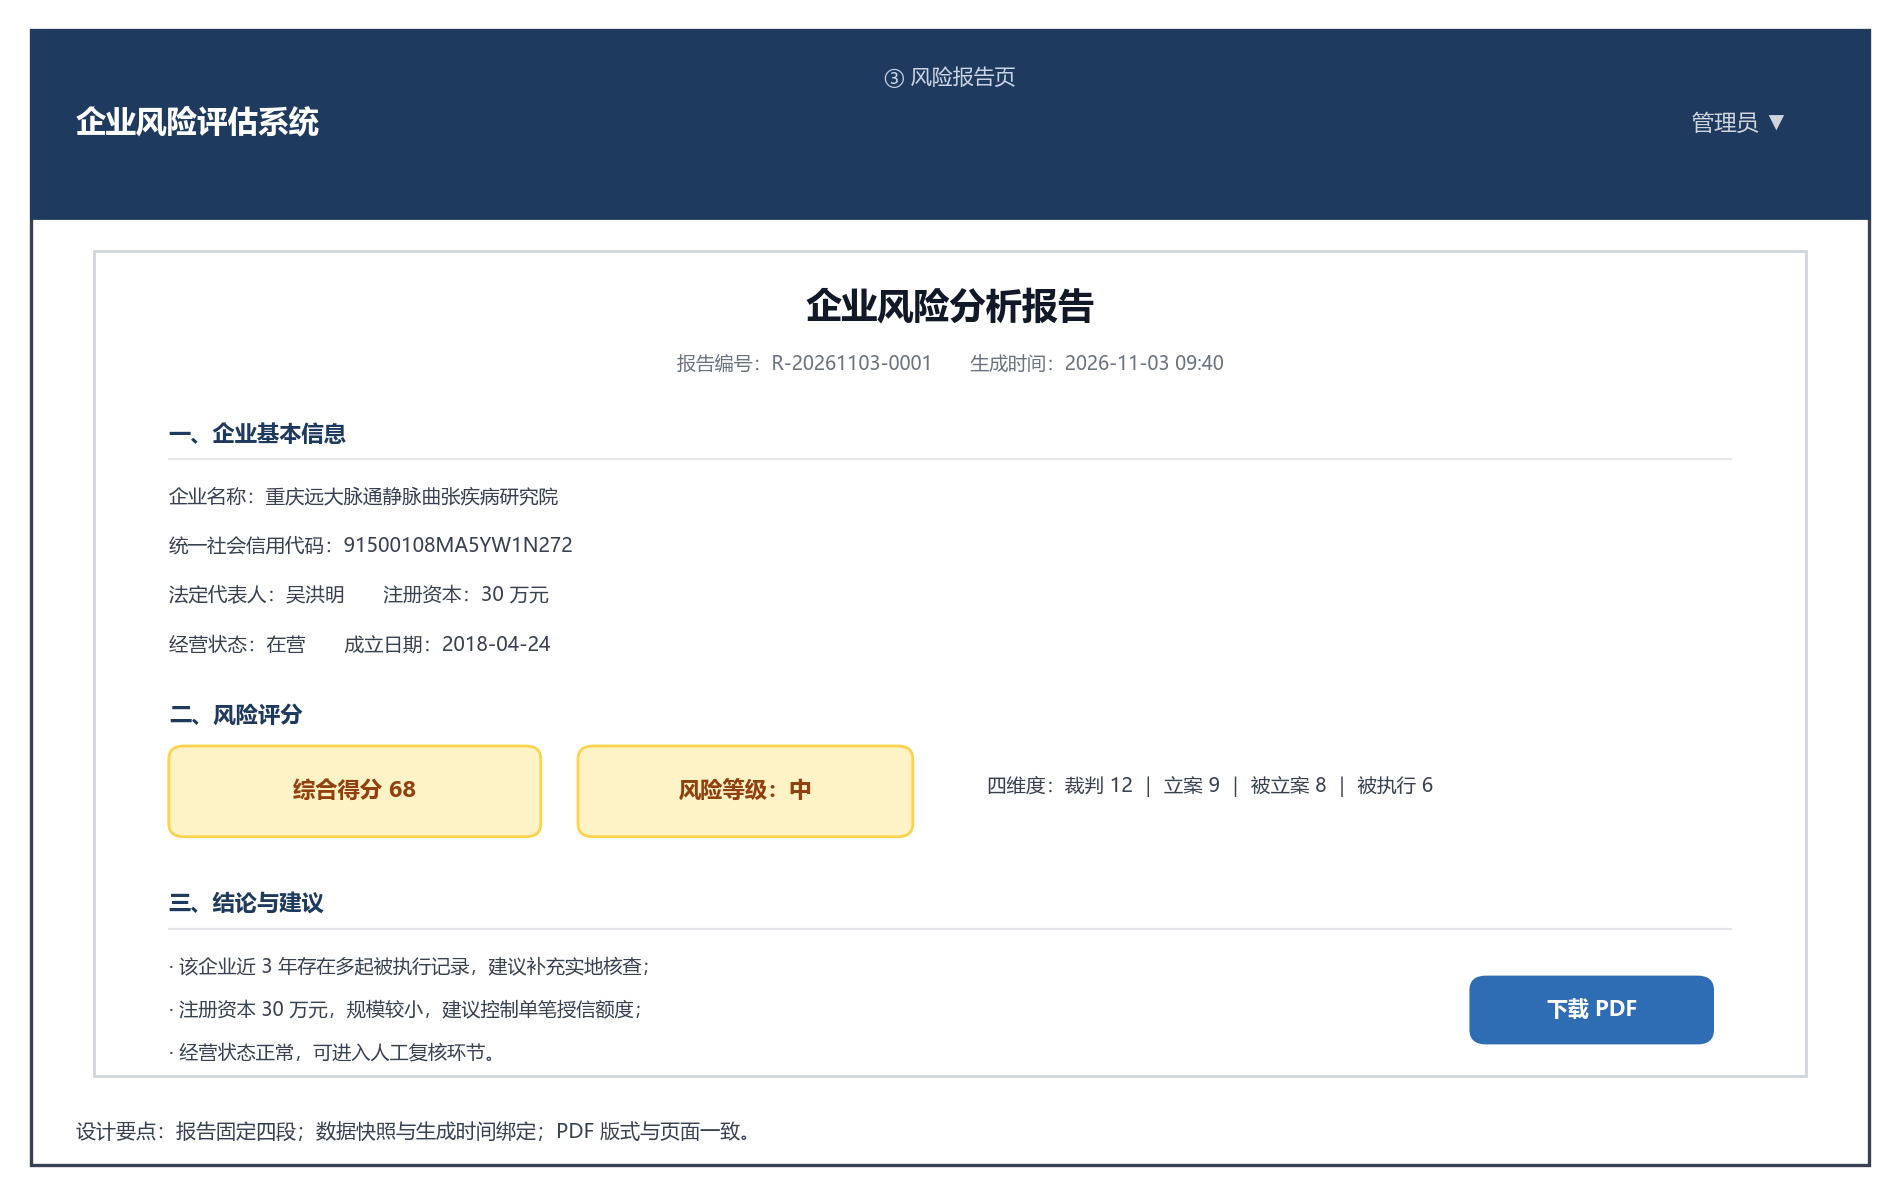 ③ 风险报告页
企业风险评估系统
管理员 ▼
企业风险分析报告
报告编号：R-20261103-0001 生成时间：2026-11-03 09:40
一、企业基本信息
企业名称：重庆远大脉通静脉曲张疾病研究院
统一社会信用代码：91500108MA5YW1N272
法定代表人：吴洪明 注册资本：30 万元
经营状态：在营 成立日期：2018-04-24
二、风险评分
综合得分 68
风险等级：中
四维度：裁判 12 | 立案 9 | 被立案 8 | 被执行 6
三、结论与建议
· 该企业近 3 年存在多起被执行记录，建议补充实地核查；
· 注册资本 30 万元，规模较小，建议控制单笔授信额度；
· 经营状态正常，可进入人工复核环节。
下载 PDF
设计要点：报告固定四段；数据快照与生成时间绑定；PDF 版式与页面一致。